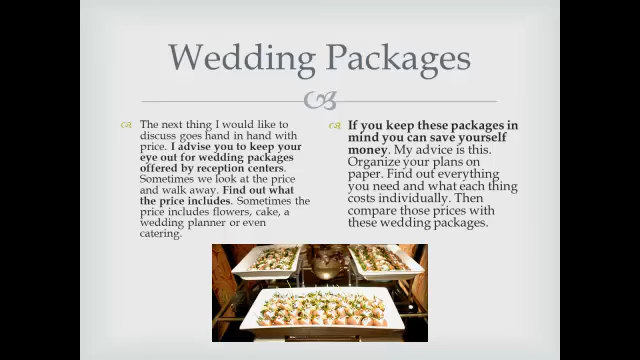 Wedding Packages
The next thing I would like to
discuss goes hand in hand with
price. I advise you to keep your
eye out for wedding packages
offered by reception centers.
Sometimes we look at the price
and walk away. Find out what
the price includes. Sometimes the
price includes flowers, cake, a
wedding planner or even
catering.
If you keep these packages in
mind you can save yourself
money. My advice is this.
Organize your plans on
paper. Find out everything
you need and what each thing
costs individually. Then
compare those prices with
these wedding packages.